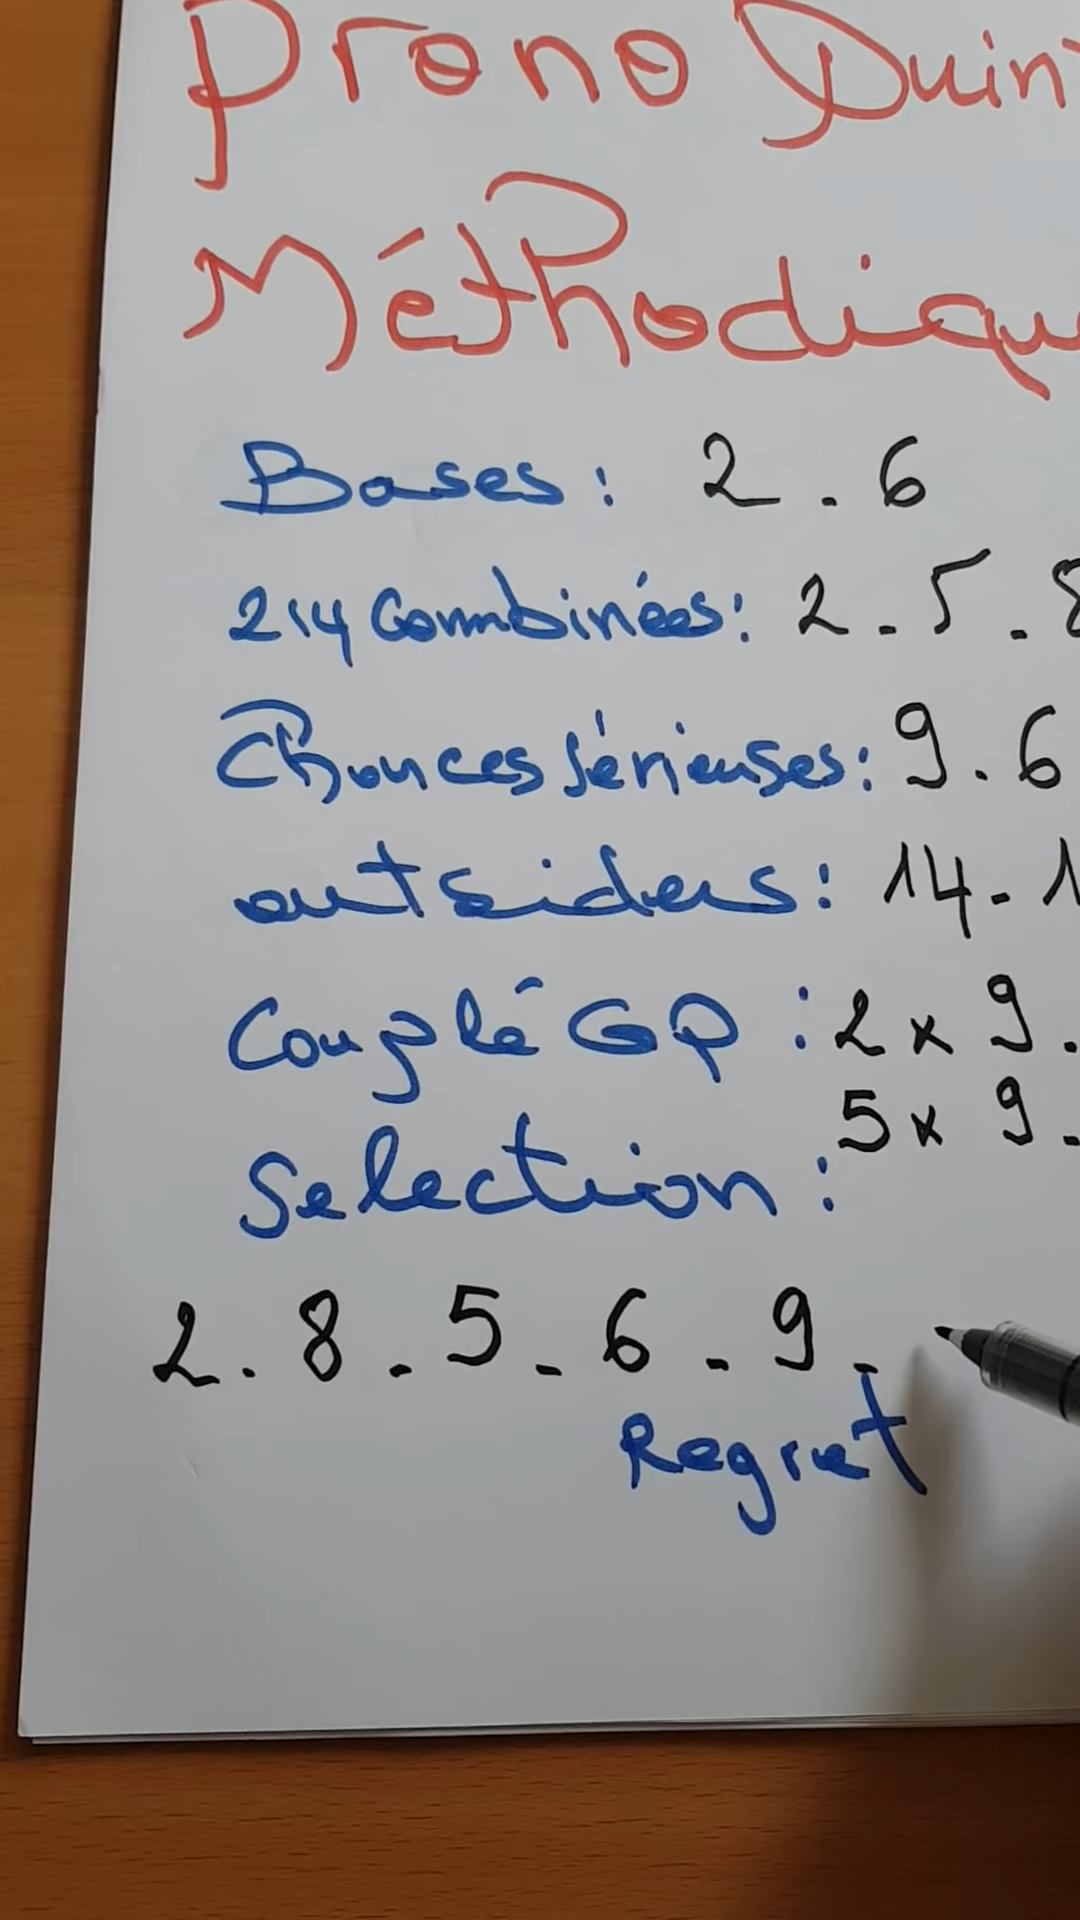 Prono Quin
Méthodiqu
Bases: 2 . 6
2/4 Combinées: 2 . 5 . 8
Chances Sérieuses: 9 . 6
outsiders: 14 . 1
Couplé GP : 2 x 9 .
5 x 9 .
Selection :
2 . 8 . 5 . 6 . 9 .
Regret